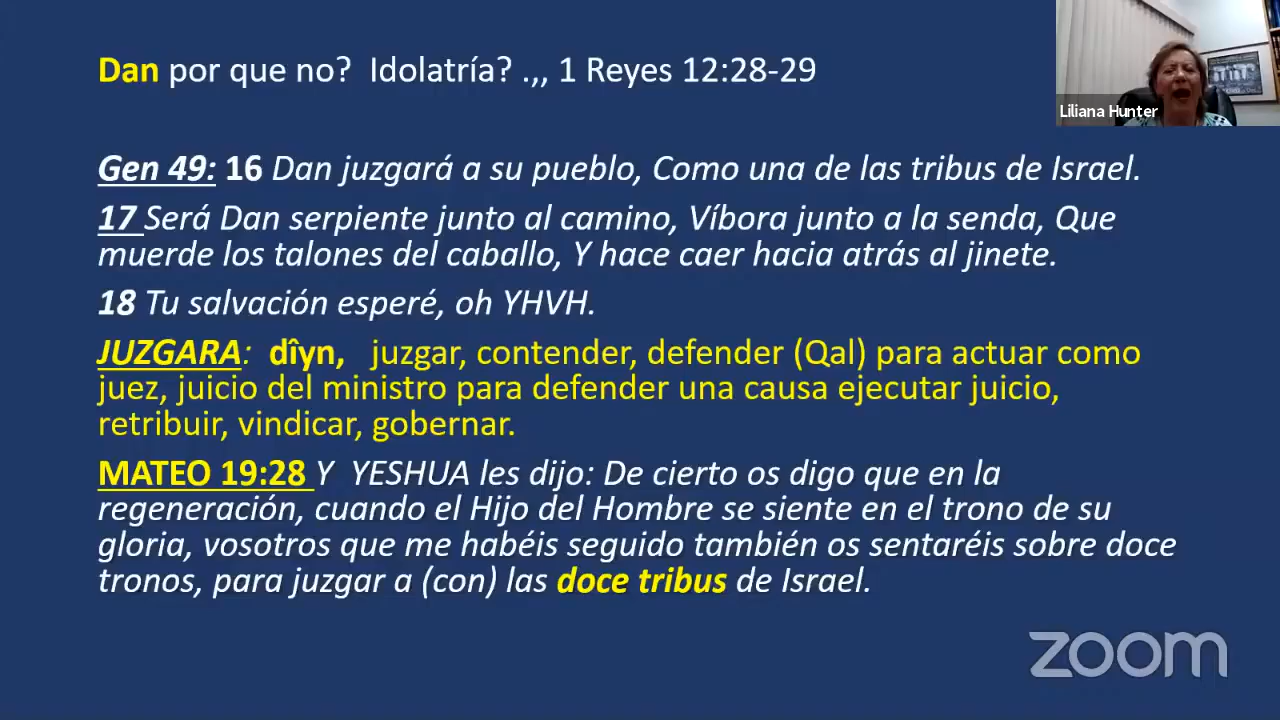 Dan por que no? Idolatría? .,, 1 Reyes 12:28-29
Liliana Hunter
Gen 49: 16 Dan juzgará a su pueblo, Como una de las tribus de Israel.
17 Será Dan serpiente junto al camino, Víbora junto a la senda, Que
muerde los talones del caballo, Y hace caer hacia atrás al jinete.
18 Tu salvación esperé, oh YHVH.
JUZGARA: dîyn, juzgar, contender, defender (Qal) para actuar como
juez, juicio del ministro para defender una causa ejecutar juicio,
retribuir, vindicar, gobernar.
MATEO 19:28 Y YESHUA les dijo: De cierto os digo que en la
regeneración, cuando el Hijo del Hombre se siente en el trono de su
gloria, vosotros que me habéis seguido también os sentaréis sobre doce
tronos, para juzgar a (con) las doce tribus de Israel.
zoom